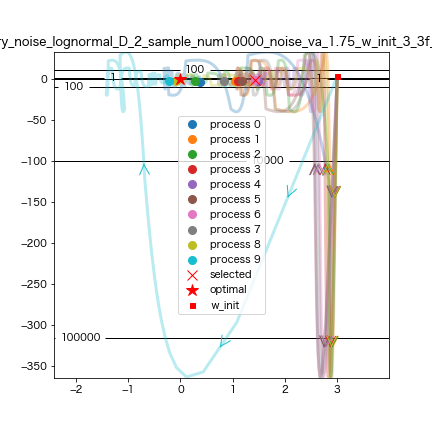 ry_noise_lognormal_D_2_sample_num10000_noise_va_1.75_w_init_3_3f_
100
1
1
100
0
−50
−100
−150
−200
−250
−300
−350
100000
process 0
process 1
process 2
process 3
process 4
process 5
process 6
process 7
process 8
process 9
selected
optimal
w_init
−2
−1
0
1
2
3